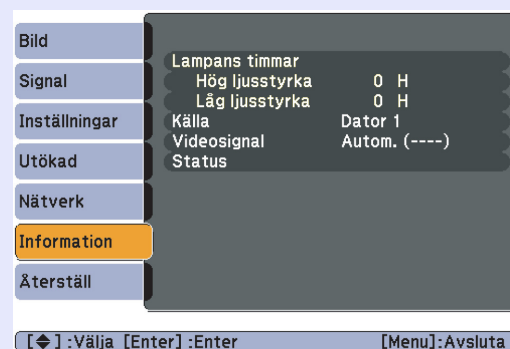 Bild
Signal
Inställningar
Utökad
Nätverk
Information
Återställ
Lampans timmar
Hög ljusstyrka 0 H
Låg ljusstyrka 0 H
Källa Dator 1
Videosignal Autom. (----)
Status
[◆] :Välja [Enter] :Enter [Menu]:Avsluta